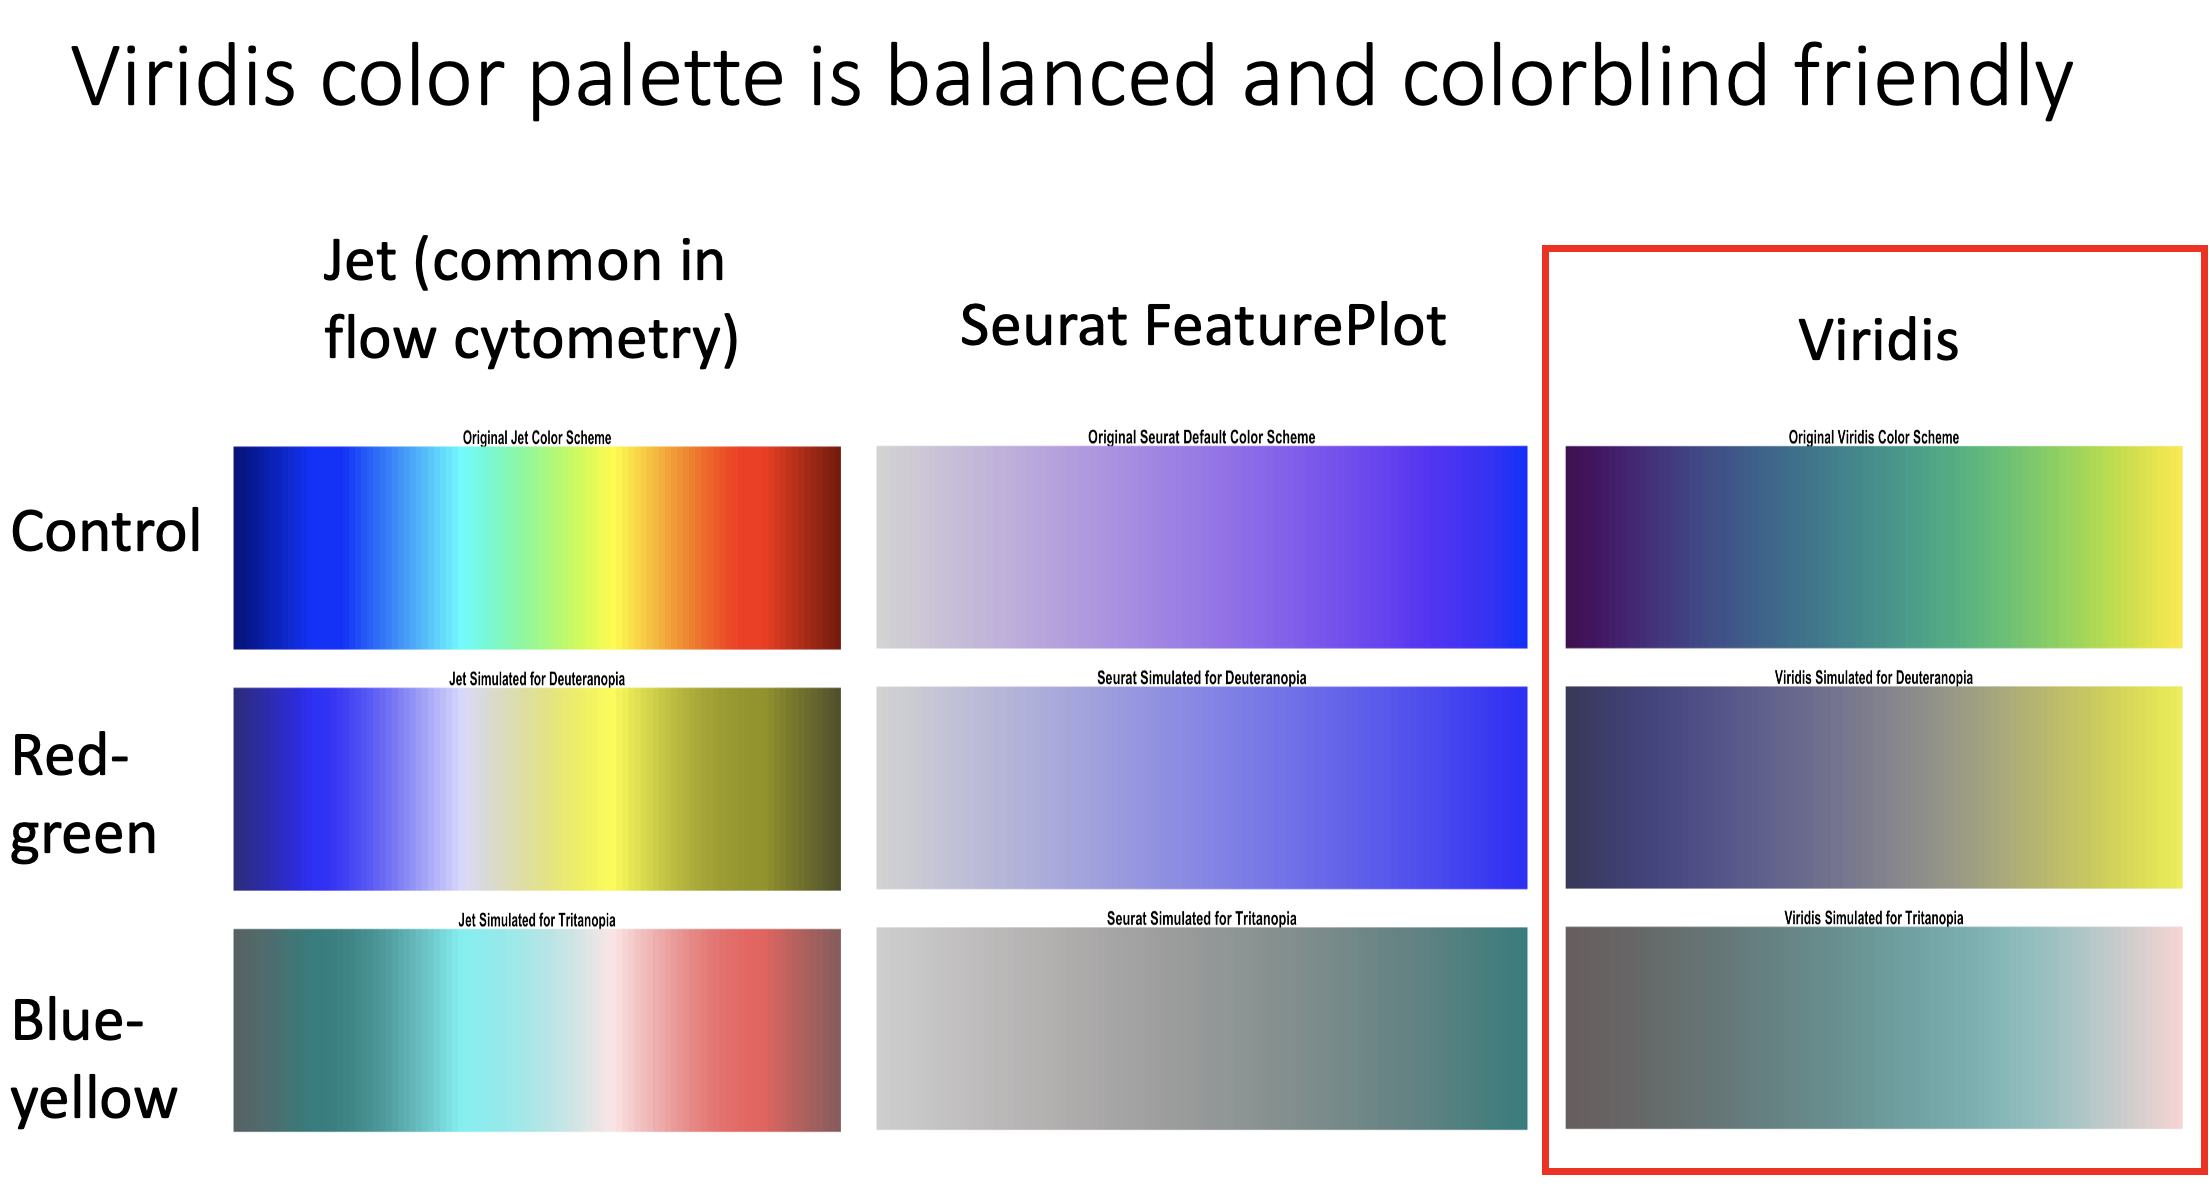 Viridis color palette is balanced and colorblind friendly
Jet (common in
flow cytometry)
Seurat FeaturePlot
Viridis
Control
Original Jet Color Scheme
Original Seurat Default Color Scheme
Original Viridis Color Scheme
Red-
green
Jet Simulated for Deuteranopia
Seurat Simulated for Deuteranopia
Viridis Simulated for Deuteranopia
Blue-
yellow
Jet Simulated for Tritanopia
Seurat Simulated for Tritanopia
Viridis Simulated for Tritanopia